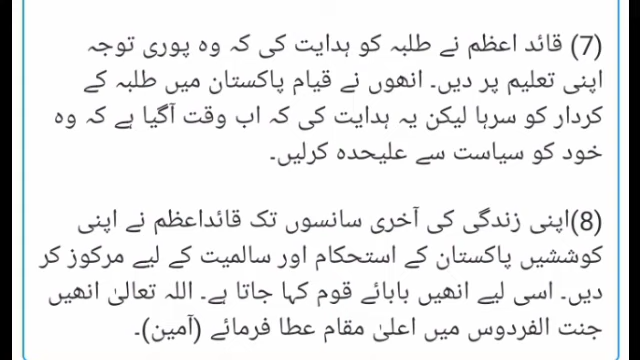 (7) قائد اعظم نے طلبہ کو ہدایت کی کہ وہ پوری توجہ
اپنی تعلیم پر دیں۔ انھوں نے قیام پاکستان میں طلبہ کے
کردار کو سرہا لیکن یہ ہدایت کی کہ اب وقت آگیا ہے کہ وہ
خود کو سیاست سے علیحدہ کرلیں۔
(8)اپنی زندگی کی آخری سانسوں تک قائداعظم نے اپنی
کوششیں پاکستان کے استحکام اور سالمیت کے لیے مرکوز کر
دیں۔ اسی لیے انھیں بابائے قوم کہا جاتا ہے۔ اللہ تعالیٰ انھیں
جنت الفردوس میں اعلیٰ مقام عطا فرمائے (آمین)۔